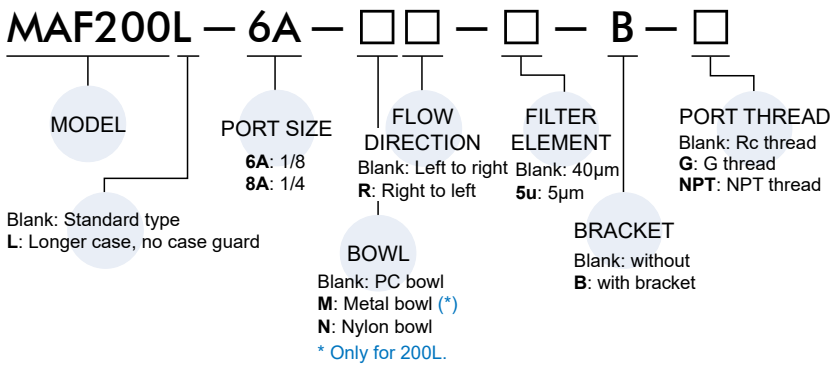 MAF200L – 6A – □□ – □ – B – □
MODEL
Blank: Standard type
L: Longer case, no case guard
PORT SIZE
6A: 1/8
8A: 1/4
FLOW
DIRECTION
Blank: Left to right
R: Right to left
BOWL
Blank: PC bowl
M: Metal bowl (*)
N: Nylon bowl
* Only for 200L.
FILTER
ELEMENT
Blank: 40µm
5u: 5µm
BRACKET
Blank: without
B: with bracket
PORT THREAD
Blank: Rc thread
G: G thread
NPT: NPT thread